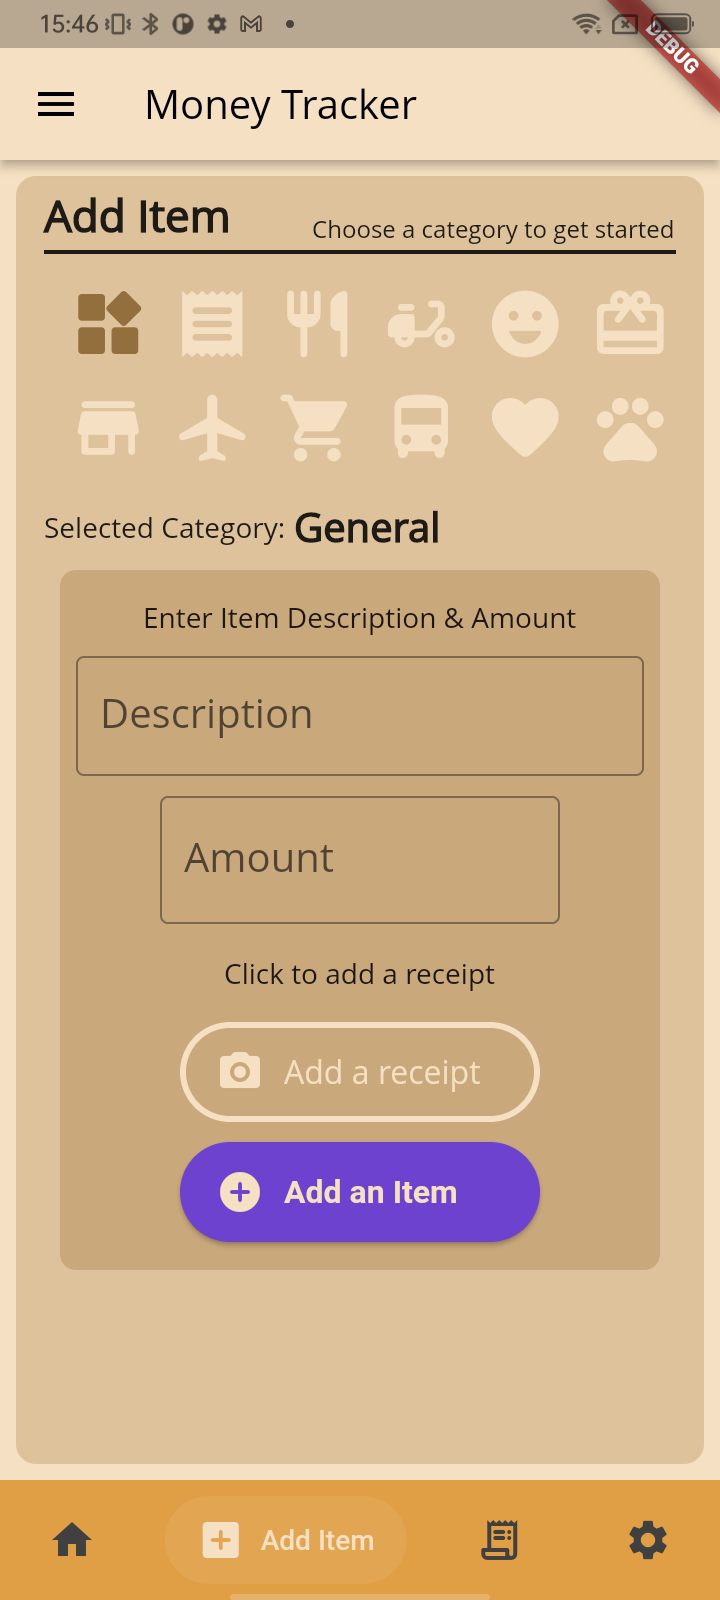 15:46
DEBUG
Money Tracker
Add Item
Choose a category to get started
Selected Category: General
Enter Item Description & Amount
Description
Amount
Click to add a receipt
Add a receipt
Add an Item
Add Item